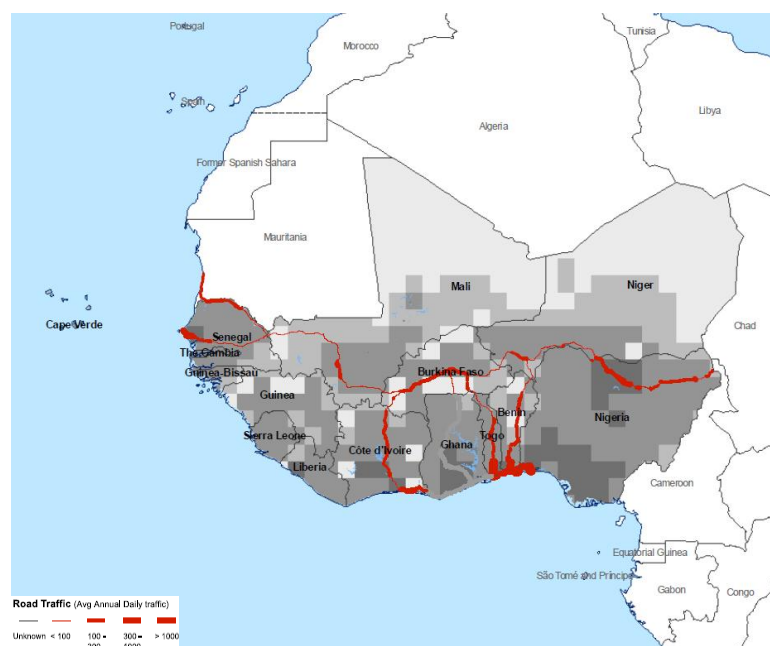 Portugal
Tunisia
Morocco
Spain
Algeria
Libya
Former Spanish Sahara
Mauritania
Mali
Niger
Cape Verde
Chad
Senegal
The Gambia
Burkina Faso
Guinea-Bissau
Guinea
Benin
Nigeria
Sierra Leone
Togo
Ghana
Côte d'Ivoire
Liberia
Cameroon
Equatorial Guinea
São Tomé and Príncipe
Gabon
Congo
Road Traffic (Avg Annual Daily traffic)
Unknown < 100 100 - 300 - > 1000